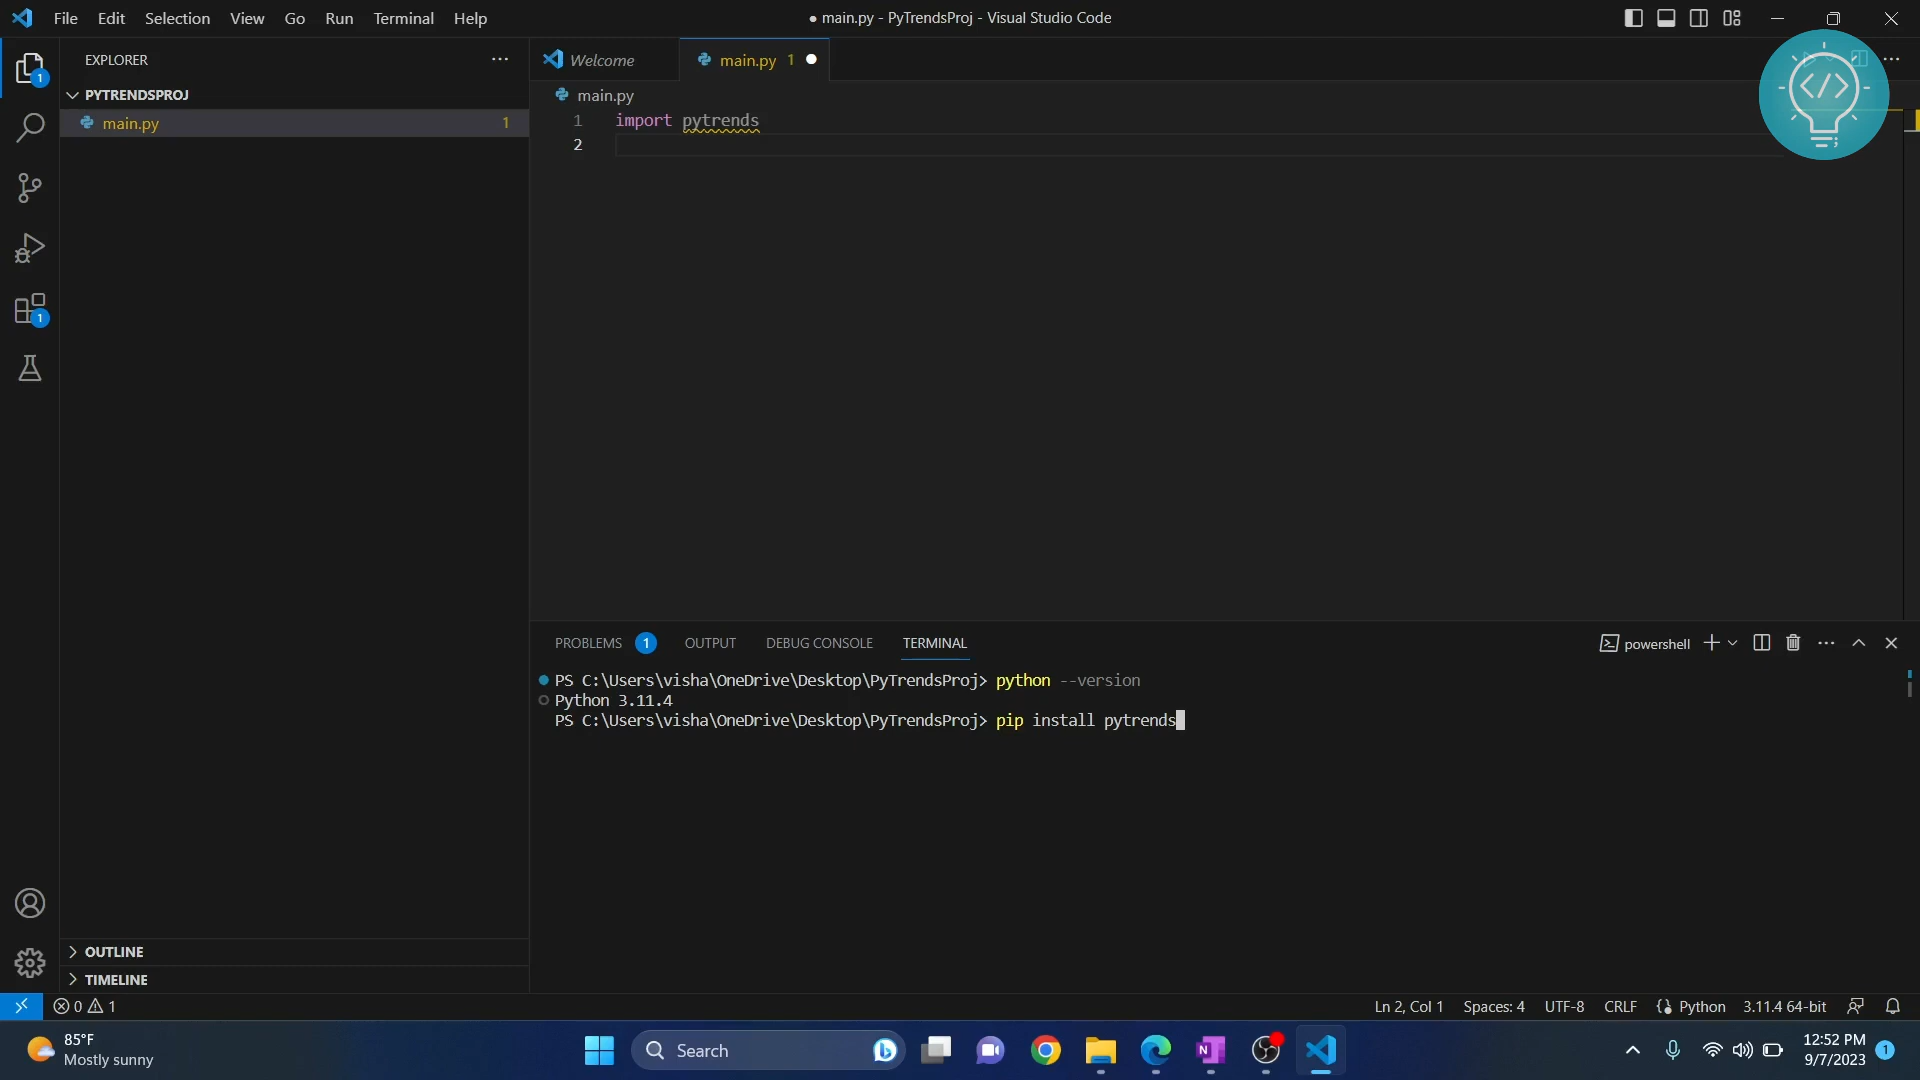 File Edit Selection View Go Run Terminal Help
● main.py - PyTrendsProj - Visual Studio Code
EXPLORER
Welcome
main.py 1
1
PYTRENDSPROJ
main.py
main.py 1
1 import pytrends
2
1
PROBLEMS 1 OUTPUT DEBUG CONSOLE TERMINAL
powershell
PS C:\Users\visha\OneDrive\Desktop\PyTrendsProj> python --version
Python 3.11.4
PS C:\Users\visha\OneDrive\Desktop\PyTrendsProj> pip install pytrends
OUTLINE
TIMELINE
0 1
Ln 2, Col 1 Spaces: 4 UTF-8 CRLF Python 3.11.4 64-bit
85°F
Mostly sunny
Search
12:52 PM
9/7/2023
1